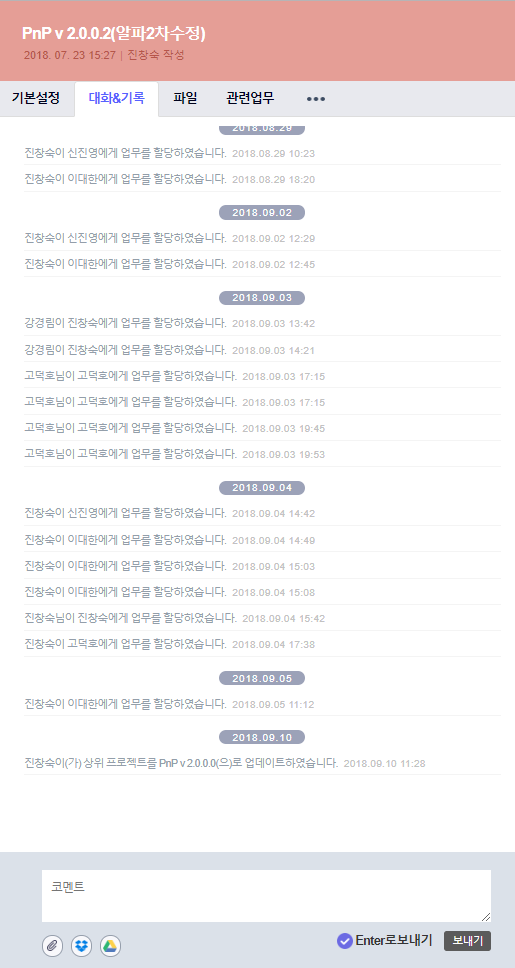 PnP v 2.0.0.2(알파2차수정)
2018. 07. 23 15:27 | 진창숙 작성
기본설정 대화&기록 파일 관련업무
2018.08.29
진창숙이 신진영에게 업무를 할당하였습니다. 2018.08.29 10:23
진창숙이 이대한에게 업무를 할당하였습니다. 2018.08.29 18:20
2018.09.02
진창숙이 신진영에게 업무를 할당하였습니다. 2018.09.02 12:29
진창숙이 이대한에게 업무를 할당하였습니다. 2018.09.02 12:45
2018.09.03
강경림이 진창숙에게 업무를 할당하였습니다. 2018.09.03 13:42
강경림이 진창숙에게 업무를 할당하였습니다. 2018.09.03 14:21
고덕호님이 고덕호에게 업무를 할당하였습니다. 2018.09.03 17:15
고덕호님이 고덕호에게 업무를 할당하였습니다. 2018.09.03 17:15
고덕호님이 고덕호에게 업무를 할당하였습니다. 2018.09.03 19:45
고덕호님이 고덕호에게 업무를 할당하였습니다. 2018.09.03 19:53
2018.09.04
진창숙이 신진영에게 업무를 할당하였습니다. 2018.09.04 14:42
진창숙이 이대한에게 업무를 할당하였습니다. 2018.09.04 14:49
진창숙이 이대한에게 업무를 할당하였습니다. 2018.09.04 15:03
진창숙이 이대한에게 업무를 할당하였습니다. 2018.09.04 15:08
진창숙님이 진창숙에게 업무를 할당하였습니다. 2018.09.04 15:42
진창숙이 고덕호에게 업무를 할당하였습니다. 2018.09.04 17:38
2018.09.05
진창숙이 이대한에게 업무를 할당하였습니다. 2018.09.05 11:12
2018.09.10
진창숙이(가) 상위 프로젝트를 PnP v 2.0.0.0(으)로 업데이트하였습니다. 2018.09.10 11:28
코멘트
Enter로보내기 보내기